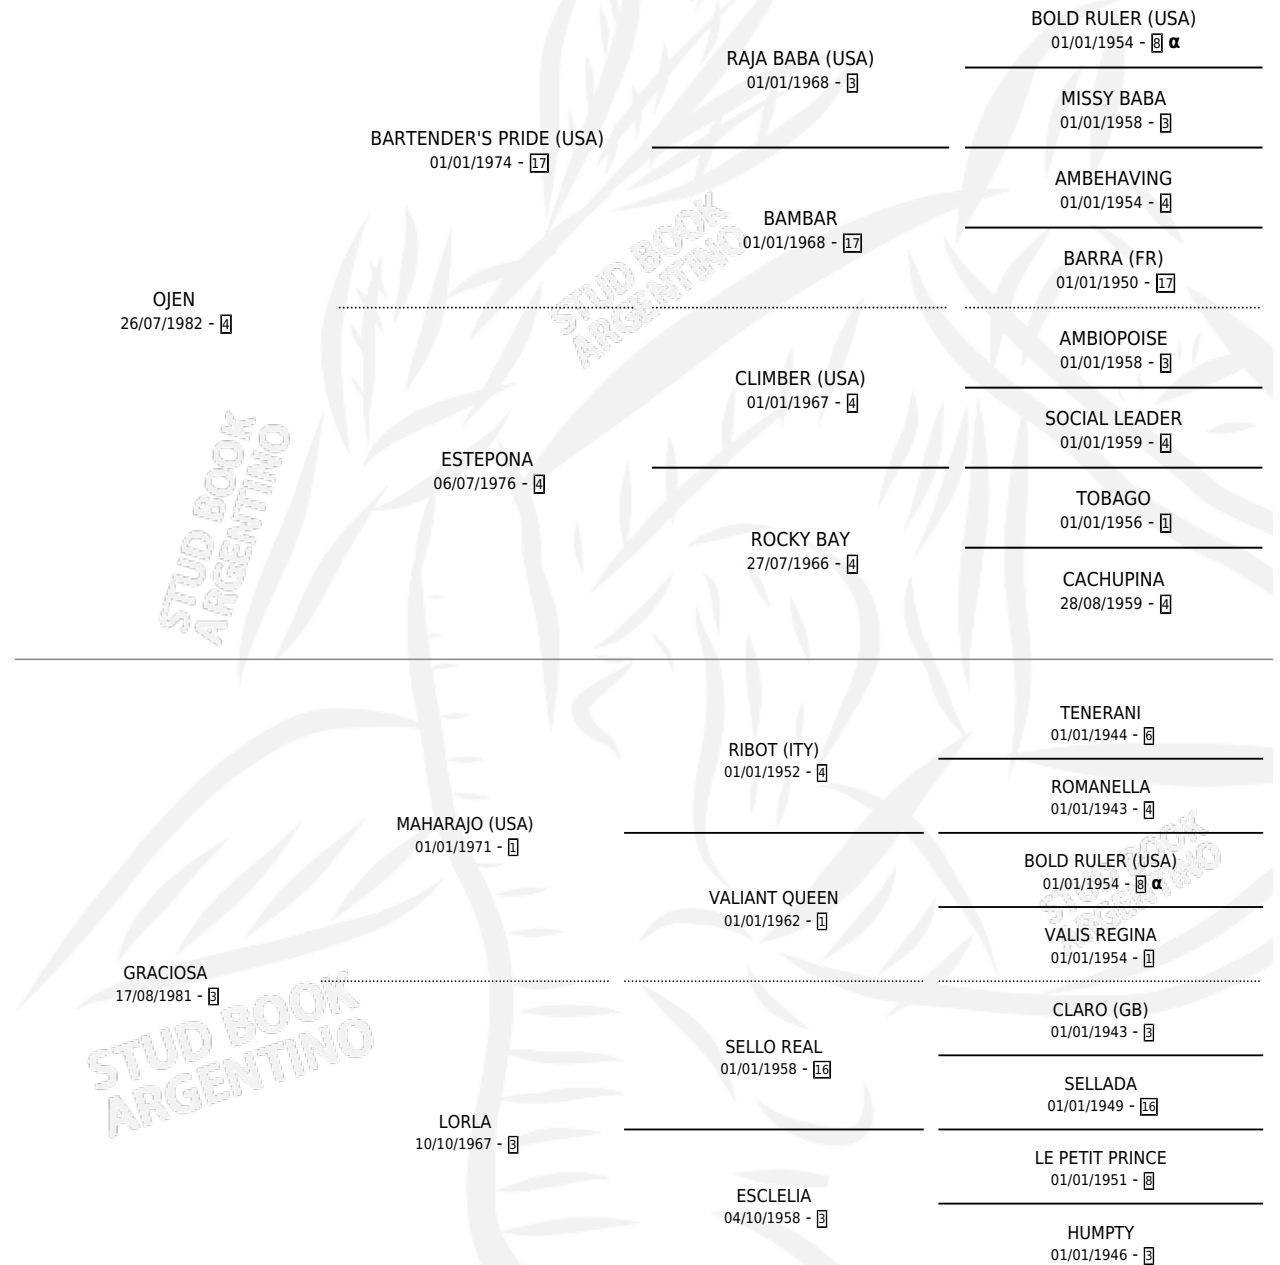 BOLD RULER (USA)
01/01/1954 - 8 α
RAJA BABA (USA)
01/01/1968 - 3
MISSY BABA
01/01/1958 - 3
BARTENDER'S PRIDE (USA)
01/01/1974 - 17
AMBEHAVING
01/01/1954 - 4
BAMBAR
01/01/1968 - 17
BARRA (FR)
01/01/1950 - 17
STUD BOOK
ARGENTINO
OJEN
26/07/1982 - 4
AMBIOPOISE
01/01/1958 - 3
CLIMBER (USA)
01/01/1967 - 4
SOCIAL LEADER
01/01/1959 - 4
ESTEPONA
06/07/1976 - 4
TOBAGO
01/01/1956 - 1
ROCKY BAY
27/07/1966 - 4
CACHUPINA
28/08/1959 - 4
STUD BOOK
ARGENTINO
TENERANI
01/01/1944 - 6
RIBOT (ITY)
01/01/1952 - 4
ROMANELLA
01/01/1943 - 4
MAHARAJO (USA)
01/01/1971 - 1
BOLD RULER (USA)
01/01/1954 - 8 α
STUD BOOK
ARGENTINO
VALIANT QUEEN
01/01/1962 - 1
VALIS REGINA
01/01/1954 - 1
GRACIOSA
17/08/1981 - 3
STUD BOOK
ARGENTINO
CLARO (GB)
01/01/1943 - 3
SELLO REAL
01/01/1958 - 16
SELLADA
01/01/1949 - 16
LORLA
10/10/1967 - 3
LE PETIT PRINCE
01/01/1951 - 8
ESCLELIA
04/10/1958 - 3
HUMPTY
01/01/1946 - 3